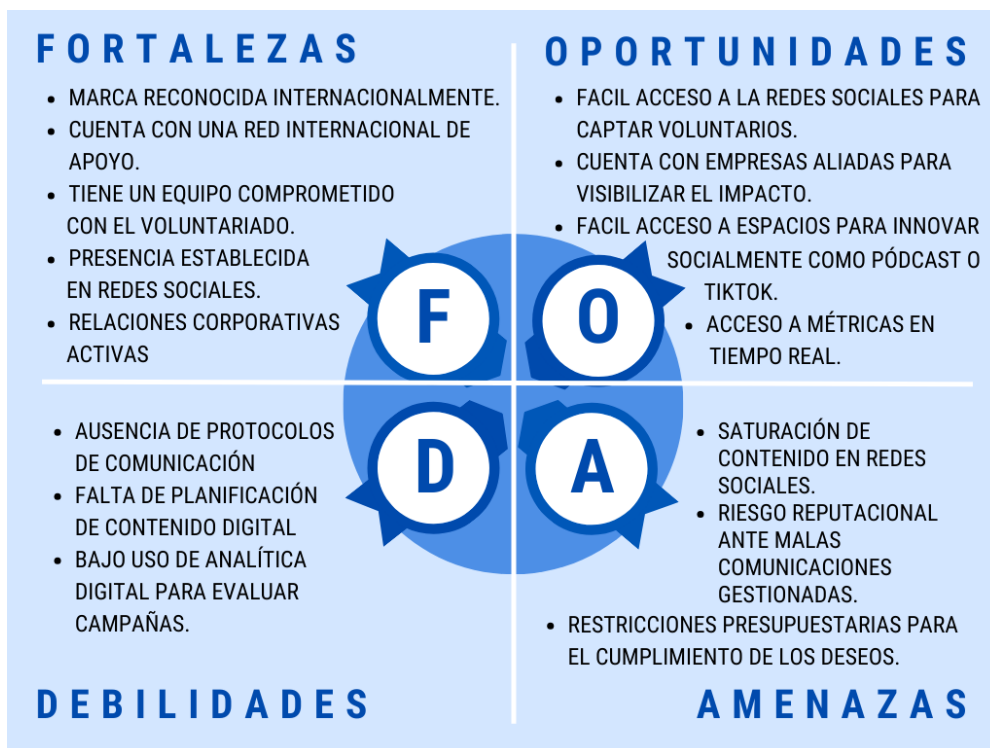 FORTALEZAS
• MARCA RECONOCIDA INTERNACIONALMENTE.
• CUENTA CON UNA RED INTERNACIONAL DE
APOYO.
• TIENE UN EQUIPO COMPROMETIDO
CON EL VOLUNTARIADO.
• PRESENCIA ESTABLECIDA
EN REDES SOCIALES.
• RELACIONES CORPORATIVAS
ACTIVAS
OPORTUNIDADES
• FACIL ACCESO A LA REDES SOCIALES PARA
CAPTAR VOLUNTARIOS.
• CUENTA CON EMPRESAS ALIADAS PARA
VISIBILIZAR EL IMPACTO.
• FACIL ACCESO A ESPACIOS PARA INNOVAR
SOCIALMENTE COMO PÓDCAST O
TIKTOK.
• ACCESO A MÉTRICAS EN
TIEMPO REAL.
F
O
D
A
• AUSENCIA DE PROTOCOLOS
DE COMUNICACIÓN
• FALTA DE PLANIFICACIÓN
DE CONTENIDO DIGITAL
• BAJO USO DE ANALÍTICA
DIGITAL PARA EVALUAR
CAMPAÑAS.
DEBILIDADES
• SATURACIÓN DE
CONTENIDO EN REDES
SOCIALES.
• RIESGO REPUTACIONAL
ANTE MALAS
COMUNICACIONES
GESTIONADAS.
• RESTRICCIONES PRESUPUESTARIAS PARA
EL CUMPLIMIENTO DE LOS DESEOS.
AMENAZAS